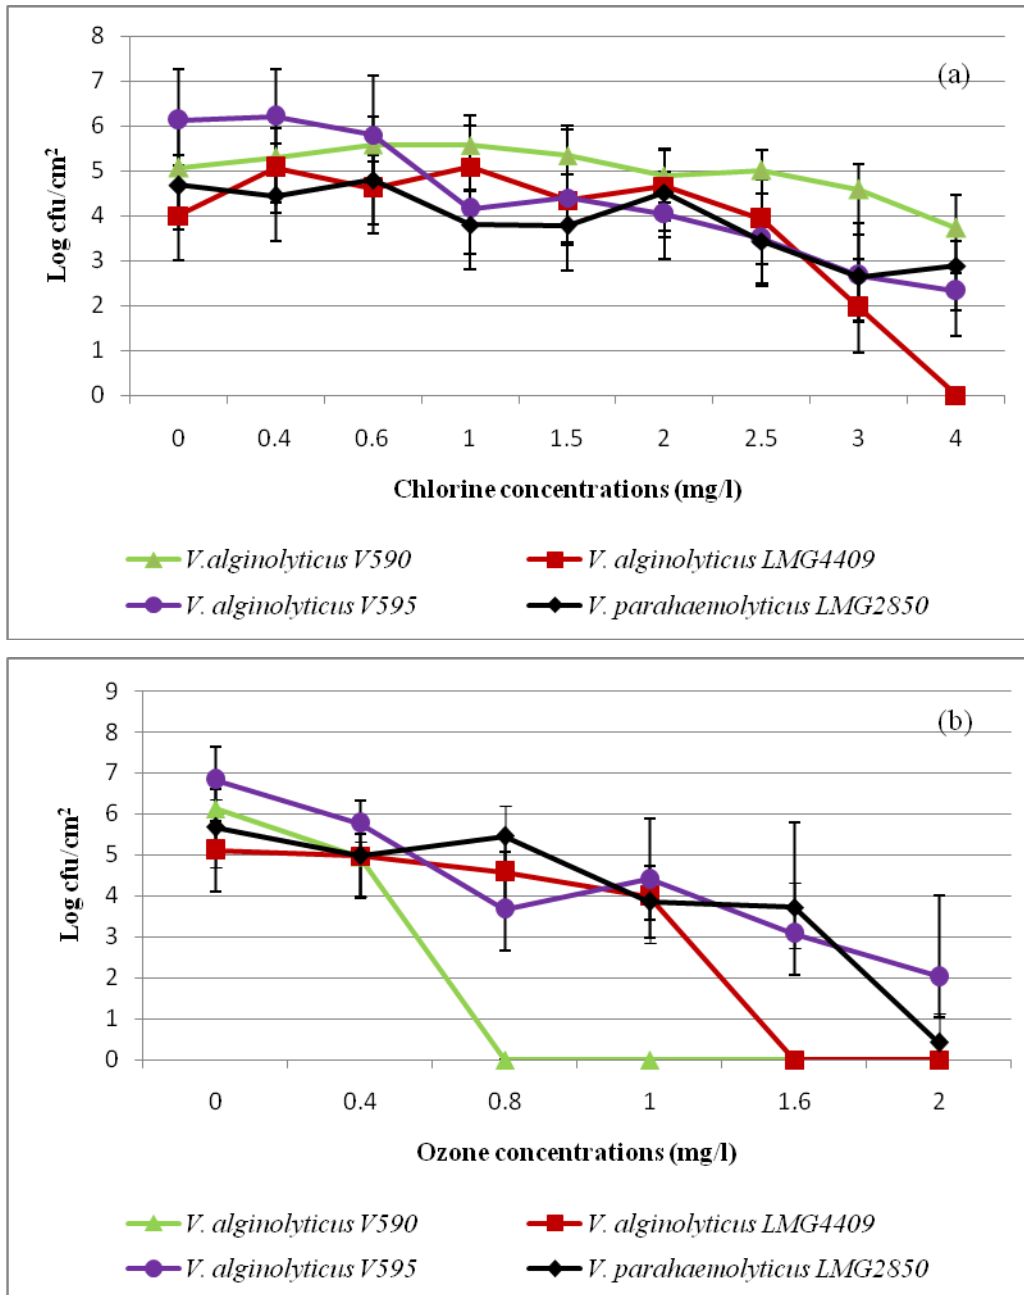 8
7
6
5
4
3
2
1
0
Log cfu/cm²
(a)
0 0.4 0.6 1 1.5 2 2.5 3 4
Chlorine concentrations (mg/l)
V.alginolyticus V590
V. alginolyticus LMG4409
V. alginolyticus V595
V. parahaemolyticus LMG2850
9
8
7
6
5
4
3
2
1
0
Log cfu/cm²
(b)
0 0.4 0.8 1 1.6 2
Ozone concentrations (mg/l)
V. alginolyticus V590
V. alginolyticus LMG4409
V. alginolyticus V595
V. parahaemolyticus LMG2850